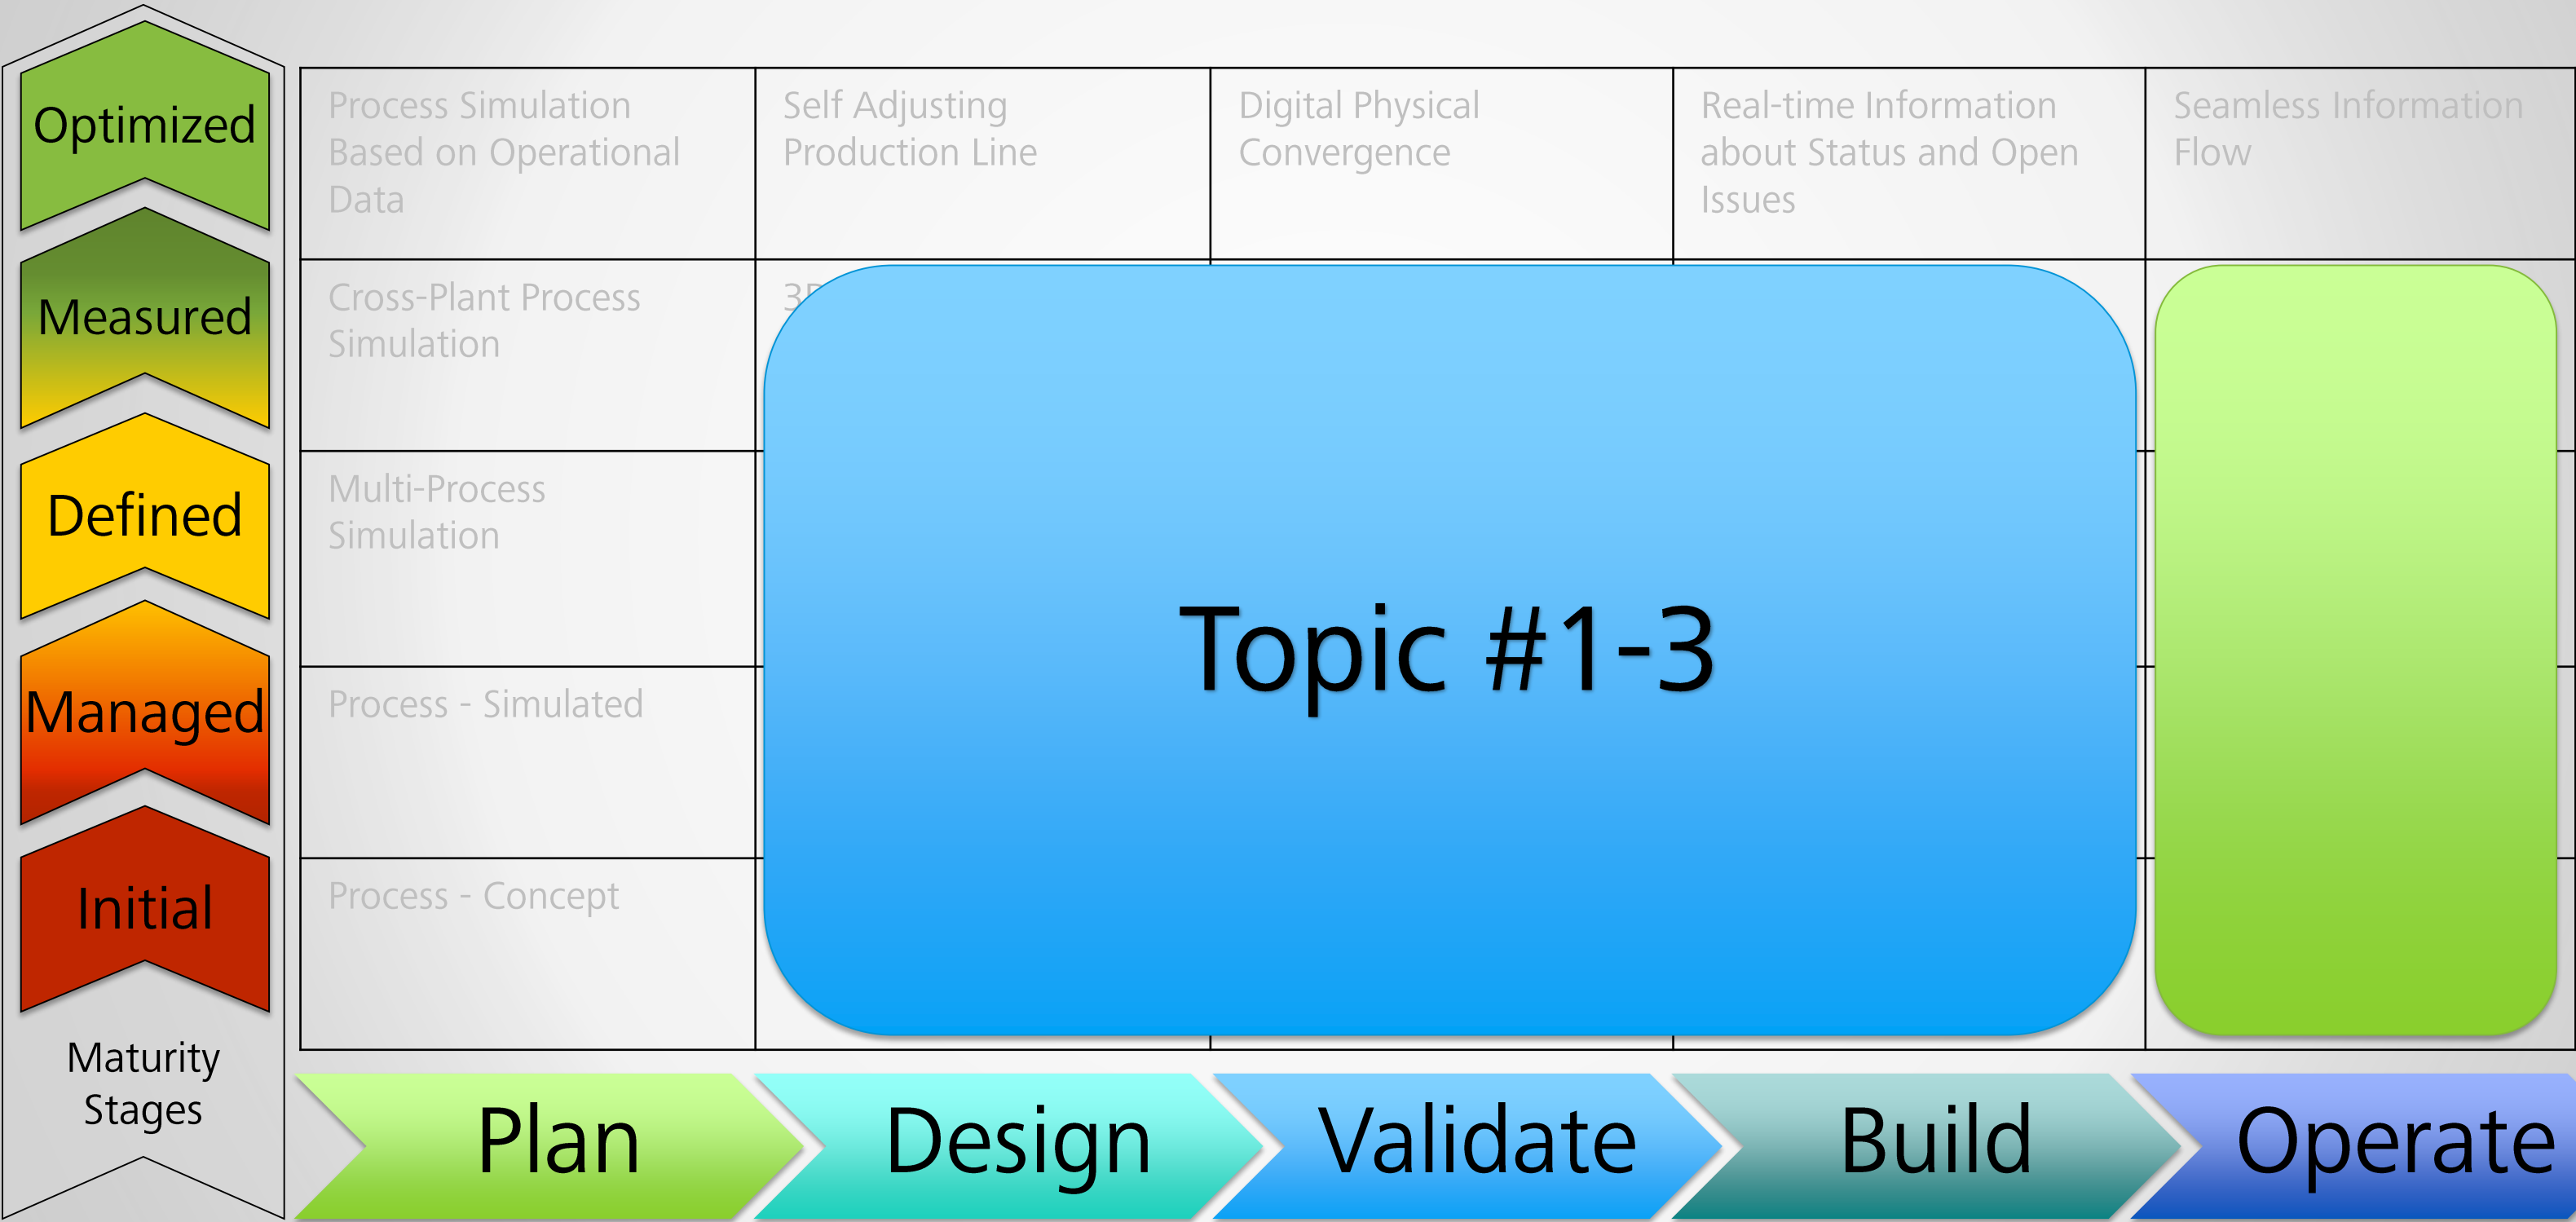 Optimized
Process Simulation
Based on Operational
Data
Self Adjusting
Production Line
Digital Physical
Convergence
Real-time Information
about Status and Open
Issues
Seamless Information
Flow
Measured
Cross-Plant Process
Simulation
Defined
Multi-Process
Simulation
Topic #1-3
Managed
Process - Simulated
Initial
Process - Concept
Maturity
Stages
Plan
Design
Validate
Build
Operate